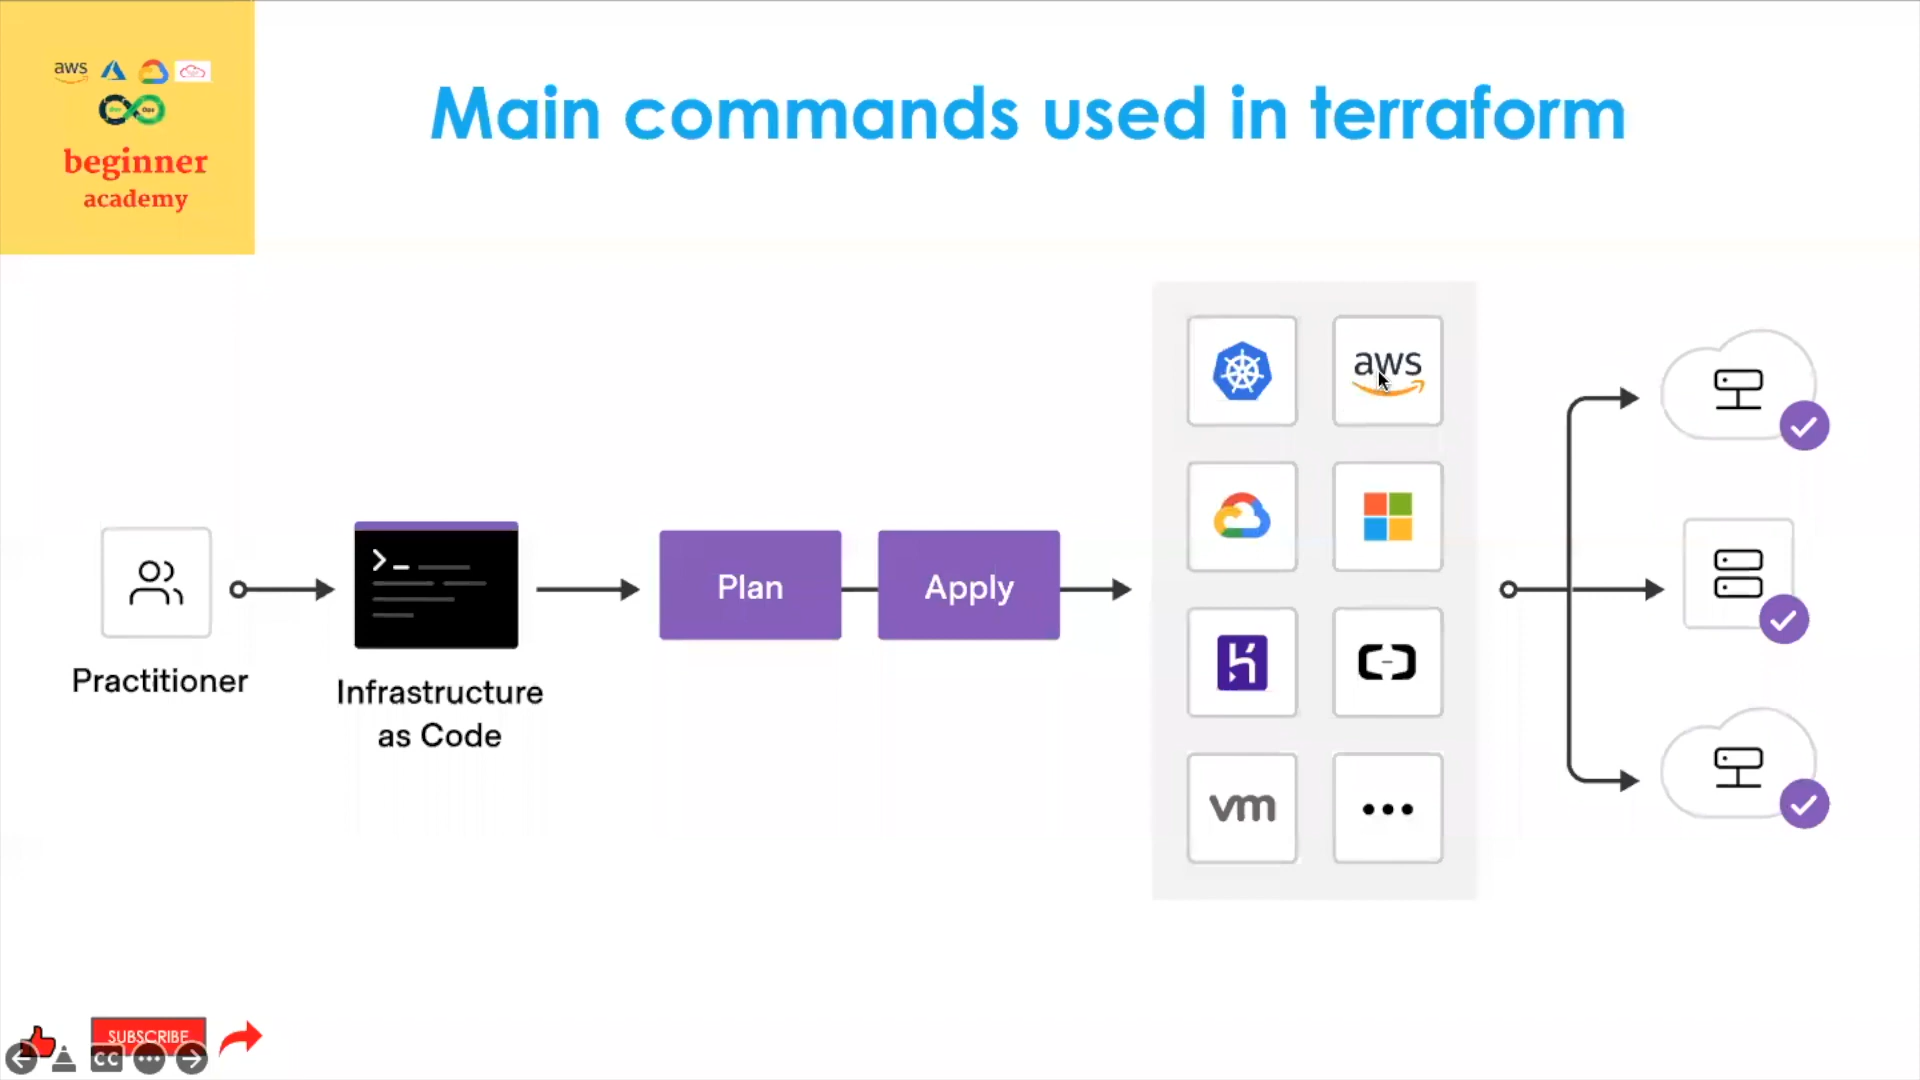 aws
beginner
academy
Main commands used in terraform
Practitioner
Infrastructure
as Code
Plan
Apply
aws
vm
SUBSCRIBE
CC